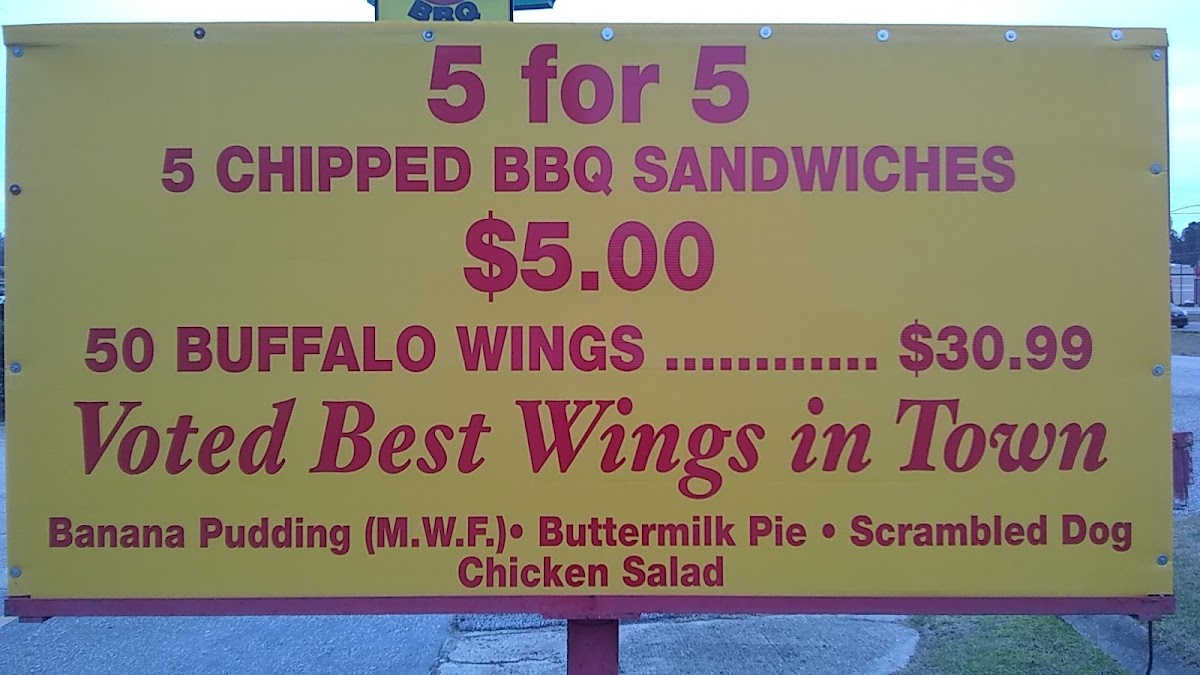 BBQ
5 for 5
5 CHIPPED BBQ SANDWICHES
$5.00
50 BUFFALO WINGS ............ $30.99
Voted Best Wings in Town
Banana Pudding (M.W.F.)• Buttermilk Pie • Scrambled Dog
Chicken Salad